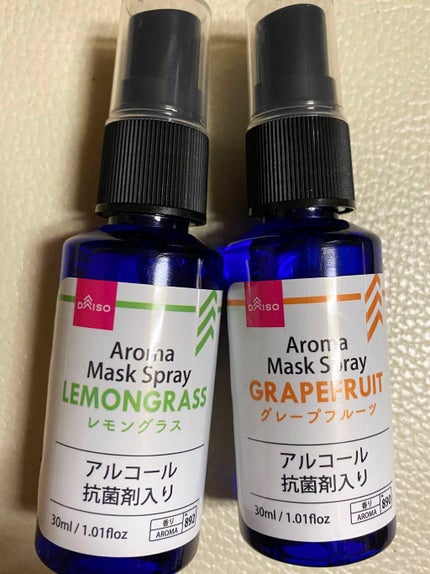 DAISO
Aroma
Mask Spray
LEMONGRASS
レモングラス
アルコール
抗菌剤入り
30ml / 1.01floz
香り
AROMA
892
DAISO
Aroma
Mask Spray
GRAPEFRUIT
グレープフルーツ
アルコール
抗菌剤入り
30ml / 1.01floz
香り
AROMA
890